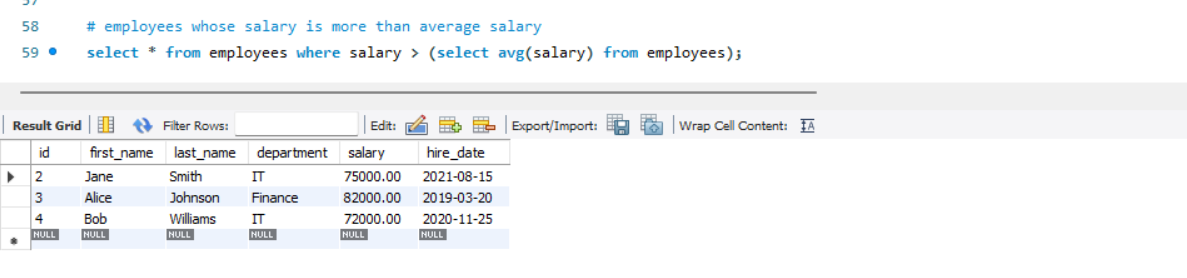 57
58 # employees whose salary is more than average salary
59 select * from employees where salary > (select avg(salary) from employees);
Result Grid Filter Rows: Edit: Export/Import: Wrap Cell Content: IA
id first_name last_name department salary hire_date
2 Jane Smith IT 75000.00 2021-08-15
3 Alice Johnson Finance 82000.00 2019-03-20
4 Bob Williams IT 72000.00 2020-11-25
NULL NULL NULL NULL NULL NULL